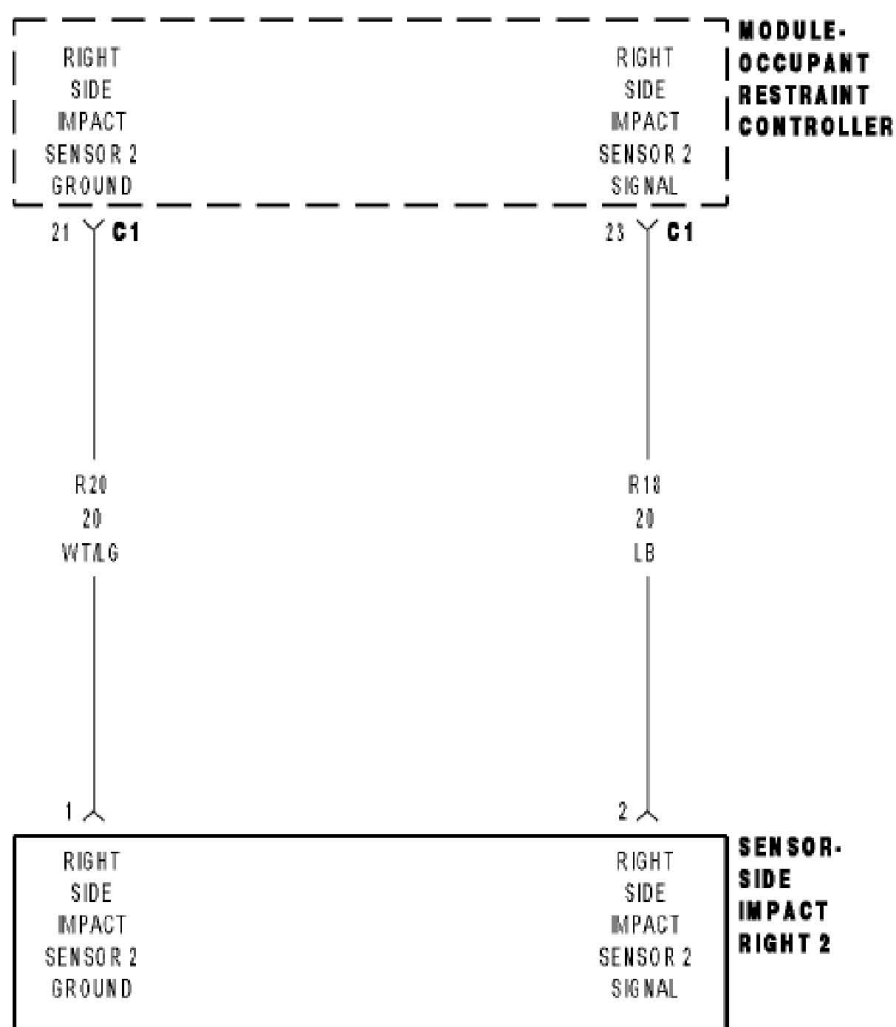 RIGHT
SIDE
IMPACT
SENSOR 2
GROUND
RIGHT
SIDE
IMPACT
SENSOR 2
SIGNAL
MODULE-
OCCUPANT
RESTRAINT
CONTROLLER
21 C1
23 C1
R20
20
WT/LG
R18
20
LB
1
2
RIGHT
SIDE
IMPACT
SENSOR 2
GROUND
RIGHT
SIDE
IMPACT
SENSOR 2
SIGNAL
SENSOR-
SIDE
IMPACT
RIGHT 2